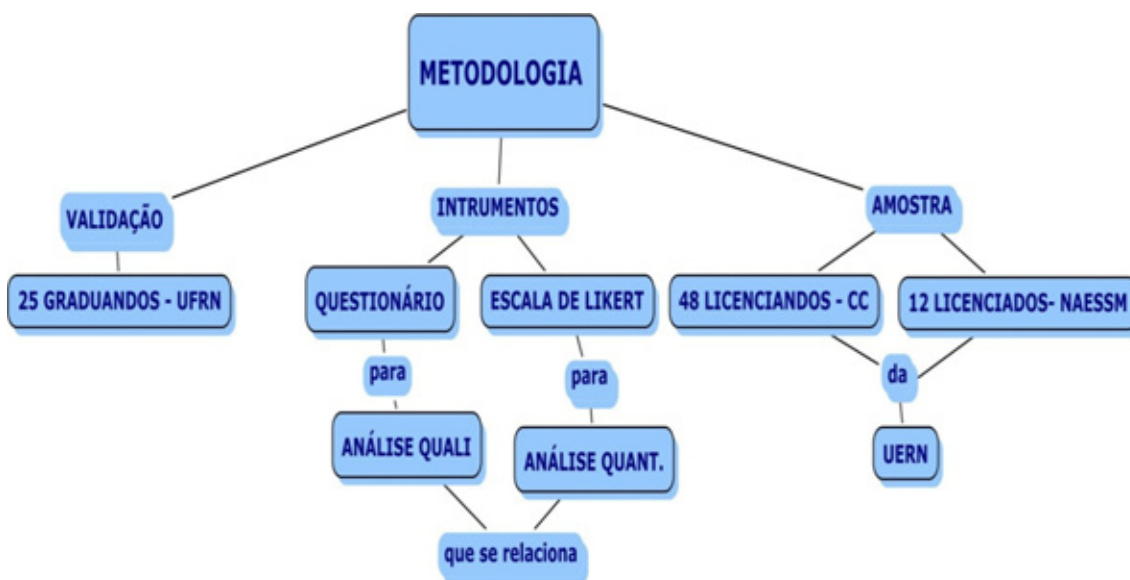 METODOLOGIA
VALIDAÇÃO
INTRUMENTOS
AMOSTRA
25 GRADUANDOS - UFRN
QUESTIONÁRIO
ESCALA DE LIKERT
48 LICENCIANDOS - CC
12 LICENCIADOS- NAESSM
para
para
da
ANÁLISE QUALI
ANÁLISE QUANT.
UERN
que se relaciona